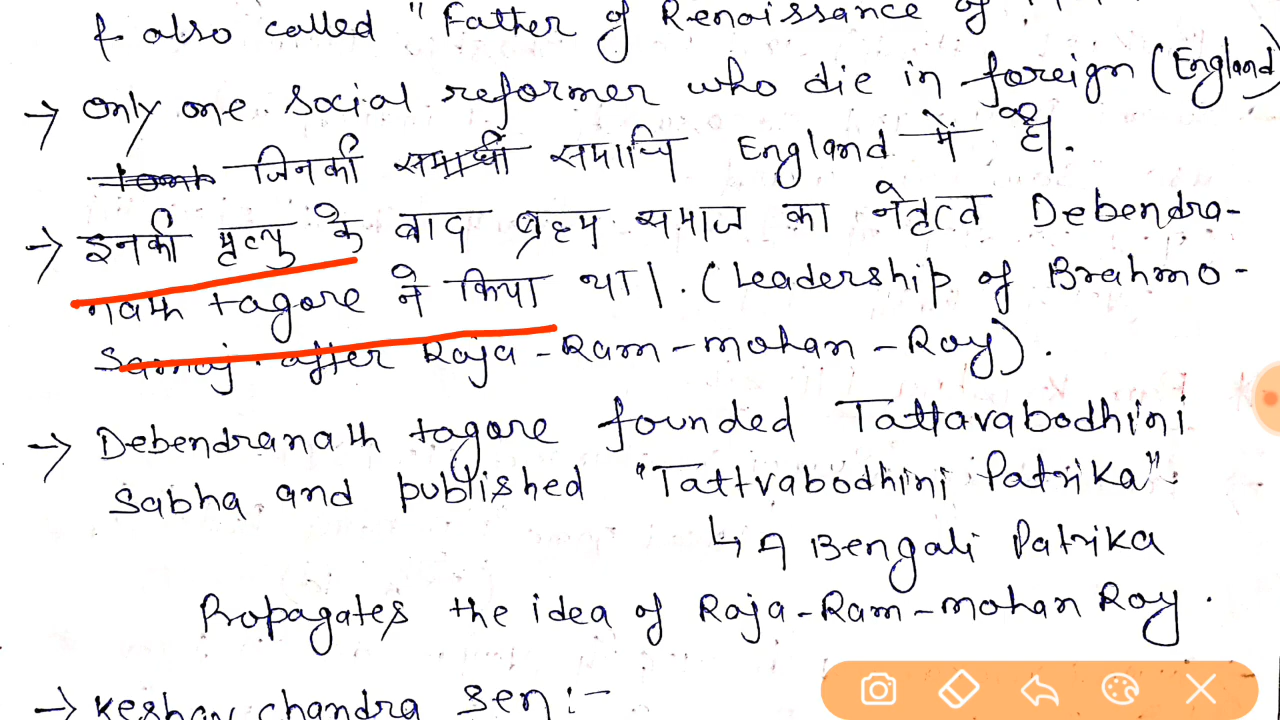 & also called "Father of Renaissance of
→ Only one social reformer who die in foreign (England)
tomb जिनकी समाधी समाधि England में है।.
→ इनकी मृत्यु के बाद ब्रह्म समाज का नेतृत्व Debendra-
nath tagore ने किया था।. (Leadership of Brahmo-
Samaj after Raja-Ram-mohan-Roy).
→ Debendranath tagore founded Tattavabodhini
Sabha and published "Tattvabodhini Patrika".
↳ A Bengali Patrika
Propagates the idea of Raja-Ram-mohan Roy.
→ Keshav chandra sen:-